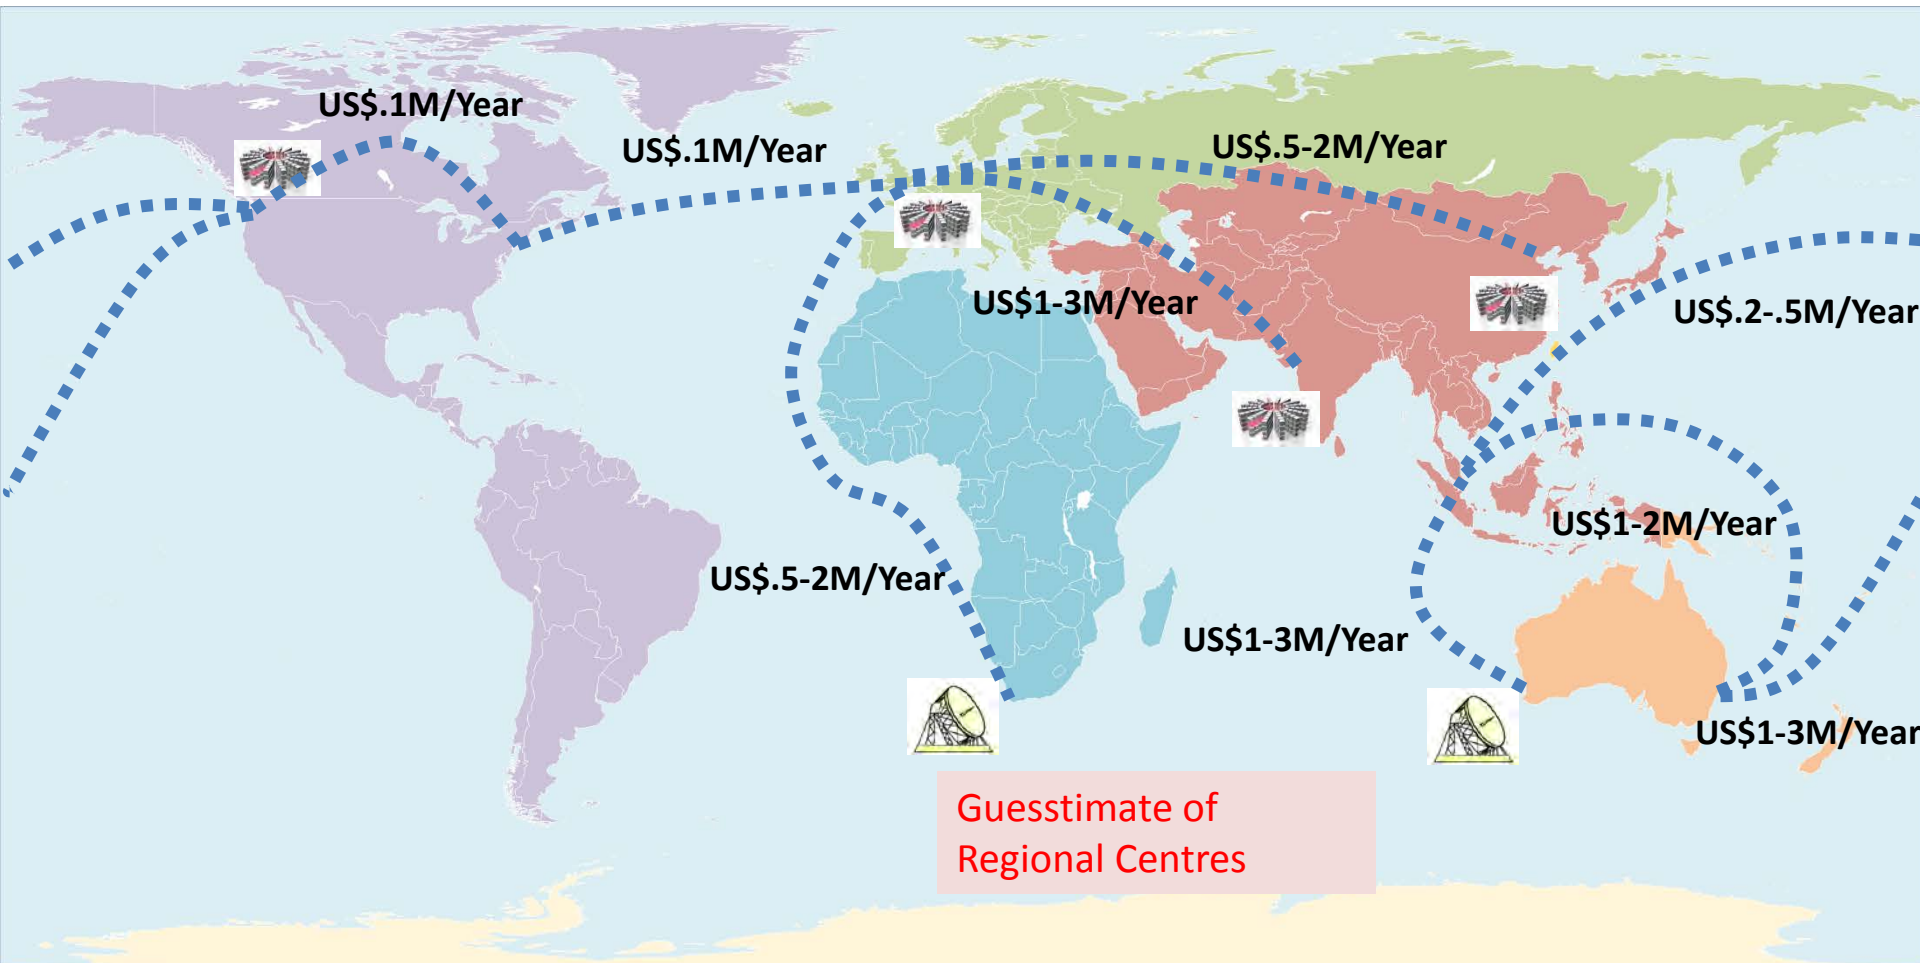 US$.1M/Year
US$.1M/Year
US$.5-2M/Year
US$1-3M/Year
US$.2-.5M/Year
US$1-2M/Year
US$.5-2M/Year
US$1-3M/Year
US$1-3M/Year
Guesstimate of
Regional Centres